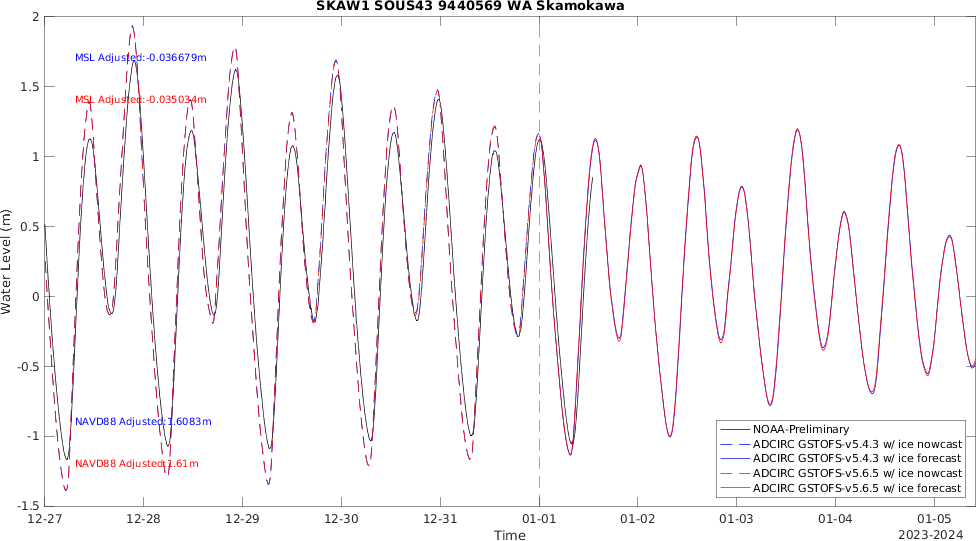 SKAW1 SOUS43 9440569 WA Skamokawa
Water Level (m)
2
1.5
1
0.5
0
-0.5
-1
-1.5
MSL Adjusted:-0.036679m
MSL Adjusted:-0.035034m
NAVD88 Adjusted:1.6083m
NAVD88 Adjusted:1.61m
NOAA-Preliminary
ADCIRC GSTOFS-v5.4.3 w/ ice nowcast
ADCIRC GSTOFS-v5.4.3 w/ ice forecast
ADCIRC GSTOFS-v5.6.5 w/ ice nowcast
ADCIRC GSTOFS-v5.6.5 w/ ice forecast
12-27 12-28 12-29 12-30 12-31 01-01 01-02 01-03 01-04 01-05
Time
2023-2024